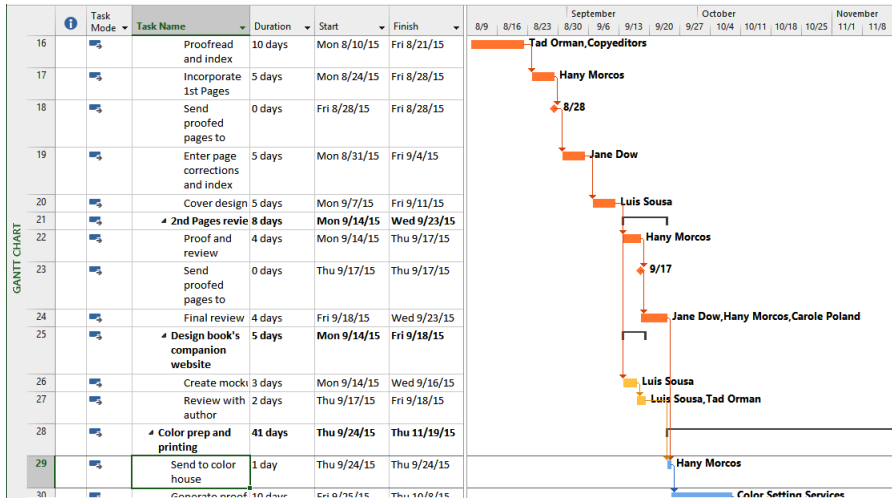 September October November
Task Mode Task Name Duration Start Finish 8/9 8/16 8/23 8/30 9/6 9/13 9/20 9/27 10/4 10/11 10/18 10/25 11/1 11/8
GANTT CHART
16 Proofread and index 10 days Mon 8/10/15 Fri 8/21/15 Tad Orman,Copyeditors
17 Incorporate 1st Pages 5 days Mon 8/24/15 Fri 8/28/15 Hany Morcos
18 Send proofed pages to 0 days Fri 8/28/15 Fri 8/28/15 8/28
19 Enter page corrections and index 5 days Mon 8/31/15 Fri 9/4/15 Jane Dow
20 Cover design 5 days Mon 9/7/15 Fri 9/11/15 Luis Sousa
21 2nd Pages revie 8 days Mon 9/14/15 Wed 9/23/15
22 Proof and review 4 days Mon 9/14/15 Thu 9/17/15 Hany Morcos
23 Send proofed pages to 0 days Thu 9/17/15 Thu 9/17/15 9/17
24 Final review 4 days Fri 9/18/15 Wed 9/23/15 Jane Dow,Hany Morcos,Carole Poland
25 Design book's companion website 5 days Mon 9/14/15 Fri 9/18/15
26 Create mocku 3 days Mon 9/14/15 Wed 9/16/15 Luis Sousa
27 Review with author 2 days Thu 9/17/15 Fri 9/18/15 Luis Sousa,Tad Orman
28 Color prep and printing 41 days Thu 9/24/15 Thu 11/19/15
29 Send to color house 1 day Thu 9/24/15 Thu 9/24/15 Hany Morcos
30 Generate proof 10 days Fri 9/25/15 Thu 10/8/15 Color Setting Services